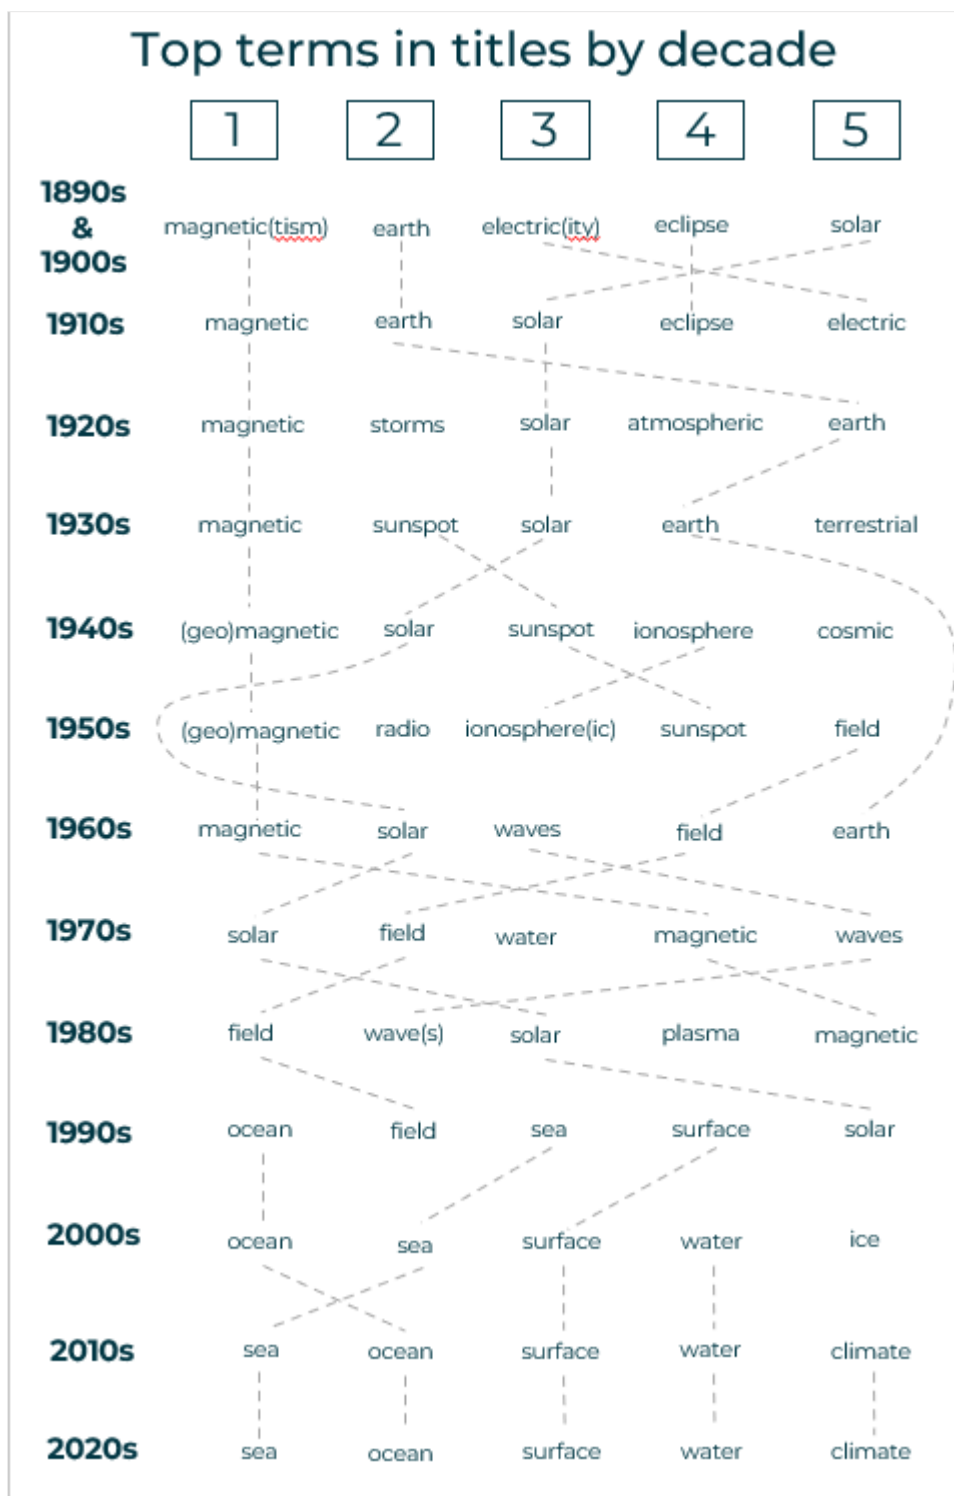 Top terms in titles by decade
1 2 3 4 5
1890s
&
1900s
magnetic(tism) earth electric(ity) eclipse solar
1910s magnetic earth solar eclipse electric
1920s magnetic storms solar atmospheric earth
1930s magnetic sunspot solar earth terrestrial
1940s (geo)magnetic solar sunspot ionosphere cosmic
1950s (geo)magnetic radio ionosphere(ic) sunspot field
1960s magnetic solar waves field earth
1970s solar field water magnetic waves
1980s field wave(s) solar plasma magnetic
1990s ocean field sea surface solar
2000s ocean sea surface water ice
2010s sea ocean surface water climate
2020s sea ocean surface water climate